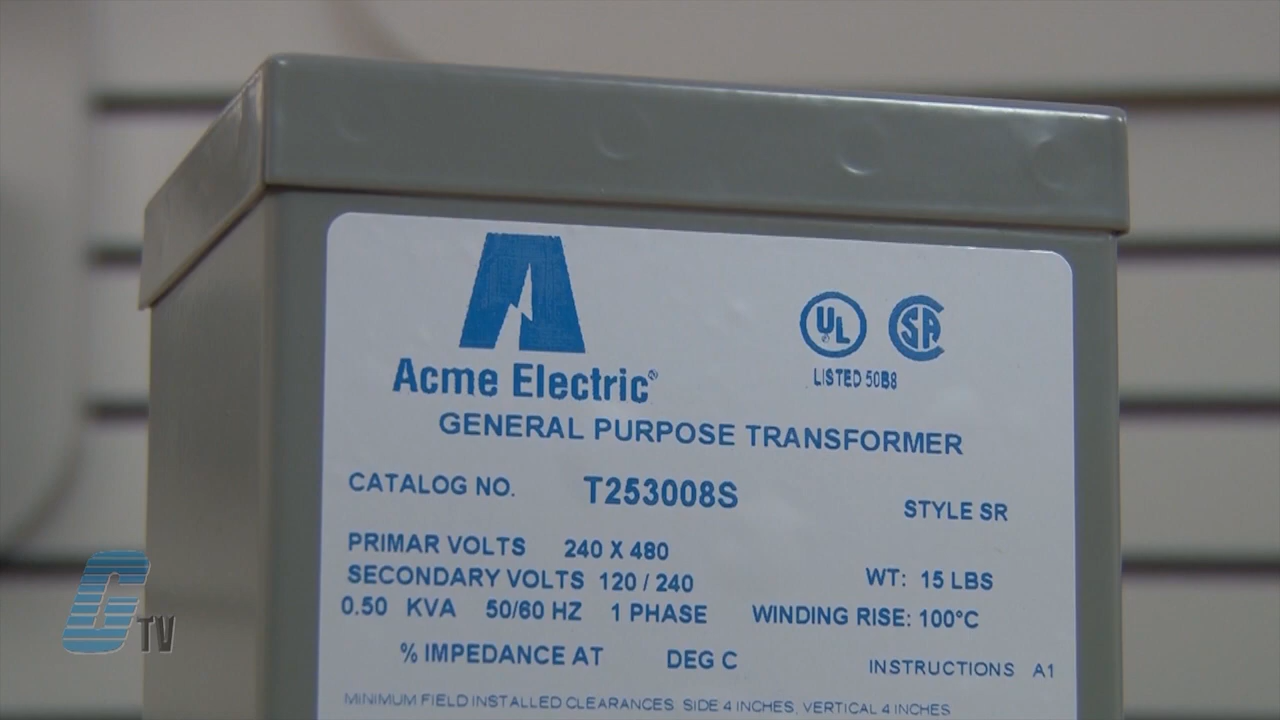 UL
SA
LISTED 50B8
Acme Electric®
GENERAL PURPOSE TRANSFORMER
CATALOG NO. T253008S
STYLE SR
PRIMAR VOLTS 240 X 480
SECONDARY VOLTS 120 / 240
WT: 15 LBS
0.50 KVA 50/60 HZ 1 PHASE WINDING RISE: 100°C
% IMPEDANCE AT DEG C
INSTRUCTIONS A1
MINIMUM FIELD INSTALLED CLEARANCES SIDE 4 INCHES, VERTICAL 4 INCHES
G TV